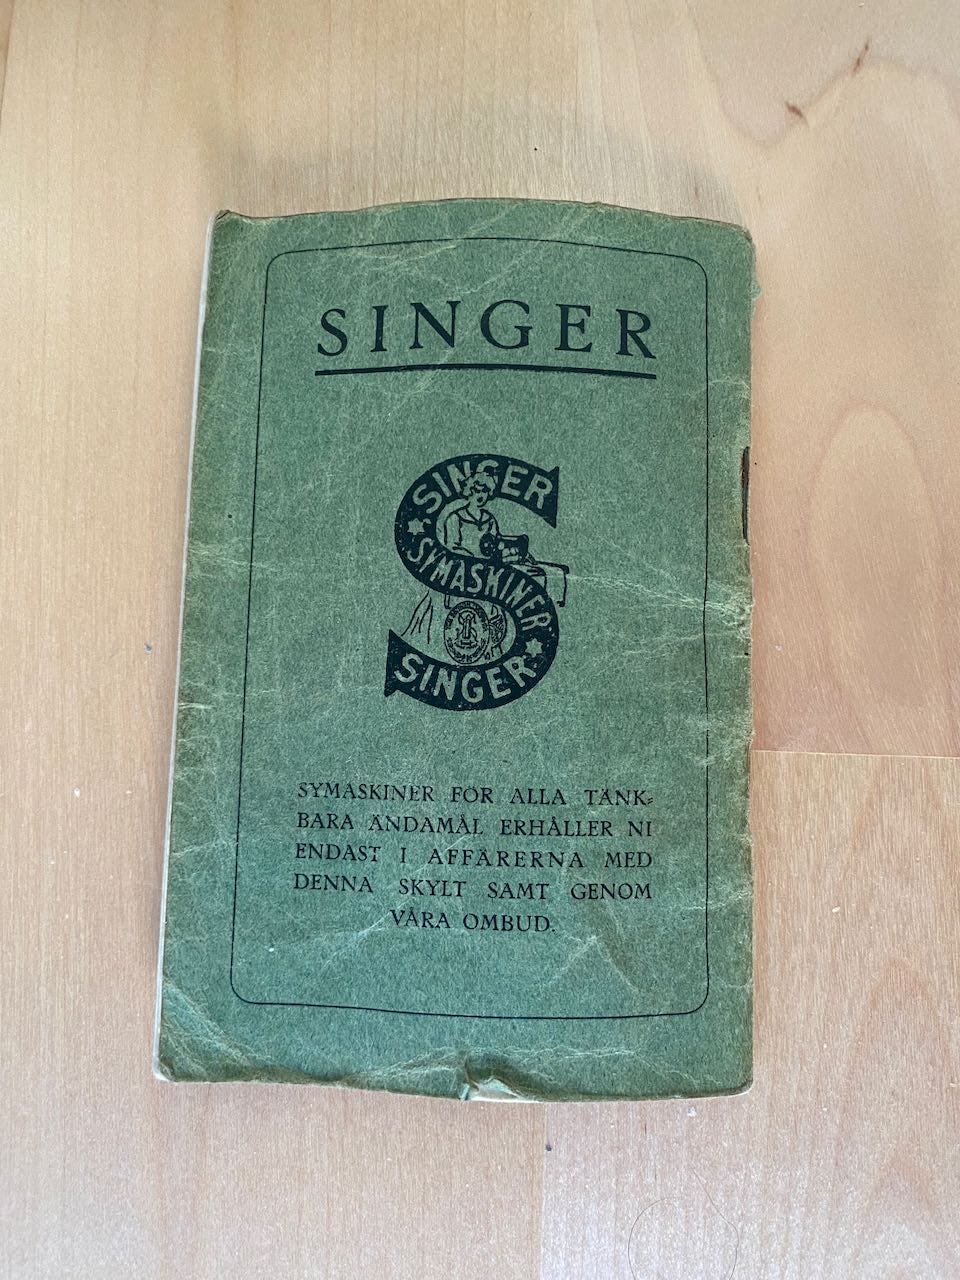 SINGER
SINGER
SYMASKINER
SINGER
SYMASKINER FÖR ALLA TÄNK-
BARA ÄNDAMÅL ERHÅLLER NI
ENDAST I AFFÄRERNA MED
DENNA SKYLT SAMT GENOM
VÅRA OMBUD.